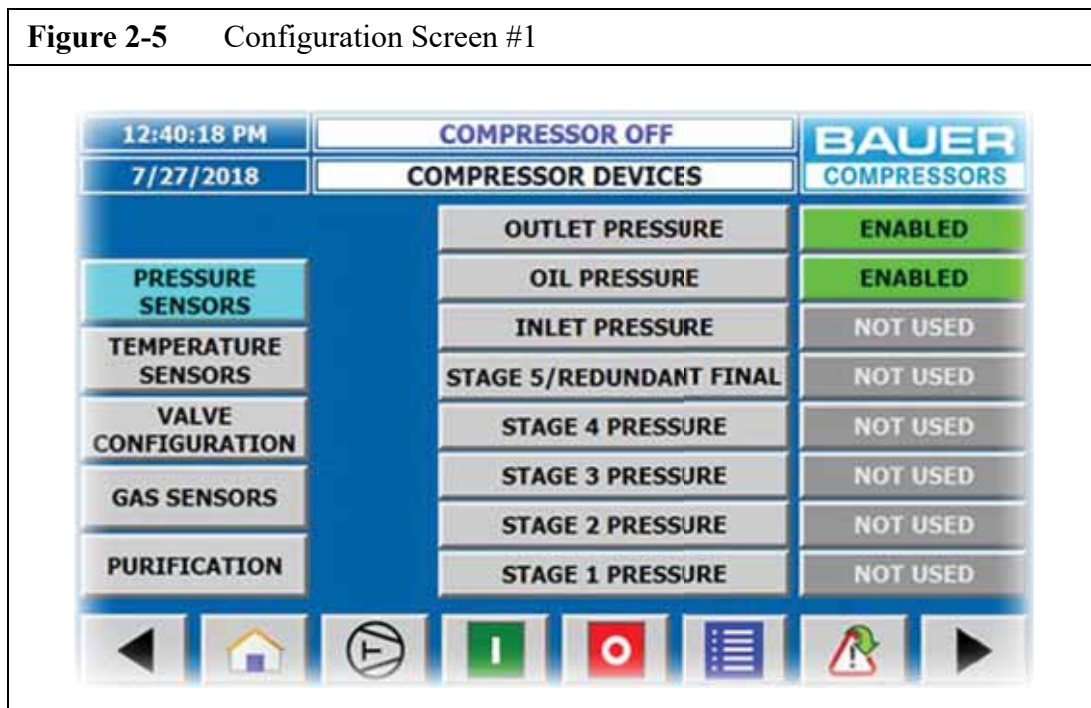 Figure 2-5 Configuration Screen #1
12:40:18 PM
COMPRESSOR OFF
BAUER
COMPRESSORS
7/27/2018
COMPRESSOR DEVICES
PRESSURE
SENSORS
TEMPERATURE
SENSORS
VALVE
CONFIGURATION
GAS SENSORS
PURIFICATION
OUTLET PRESSURE ENABLED
OIL PRESSURE ENABLED
INLET PRESSURE NOT USED
STAGE 5/REDUNDANT FINAL NOT USED
STAGE 4 PRESSURE NOT USED
STAGE 3 PRESSURE NOT USED
STAGE 2 PRESSURE NOT USED
STAGE 1 PRESSURE NOT USED